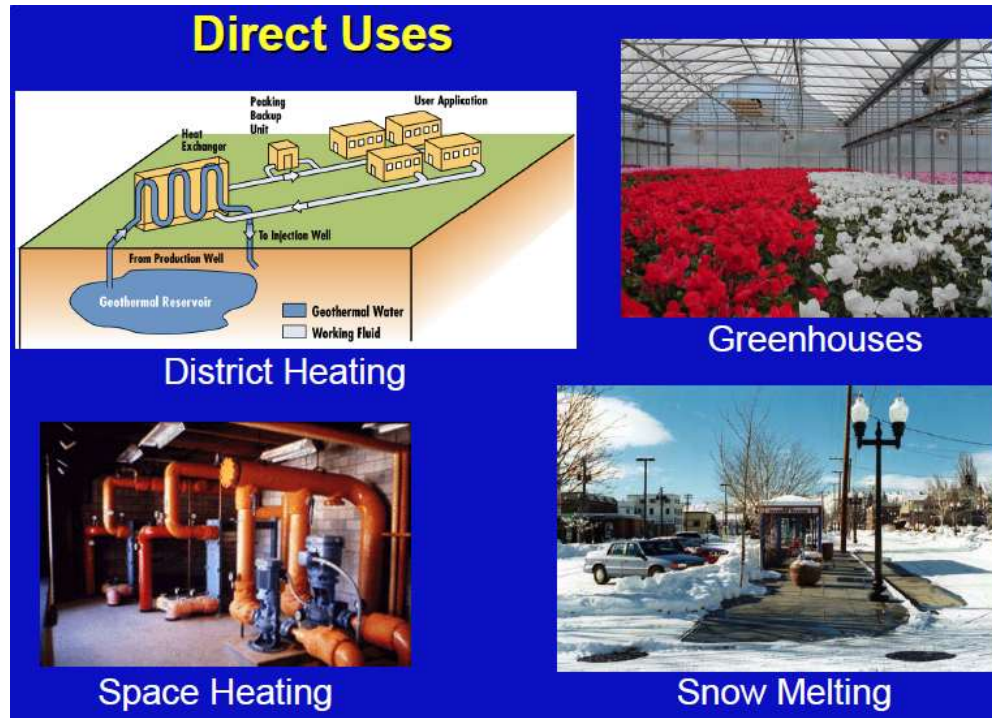 Direct Uses
Peaking
Backup
Unit
User Application
Heat
Exchanger
To Injection Well
From Production Well
Geothermal Reservoir
Geothermal Water
Working Fluid
District Heating
Greenhouses
Space Heating
Snow Melting